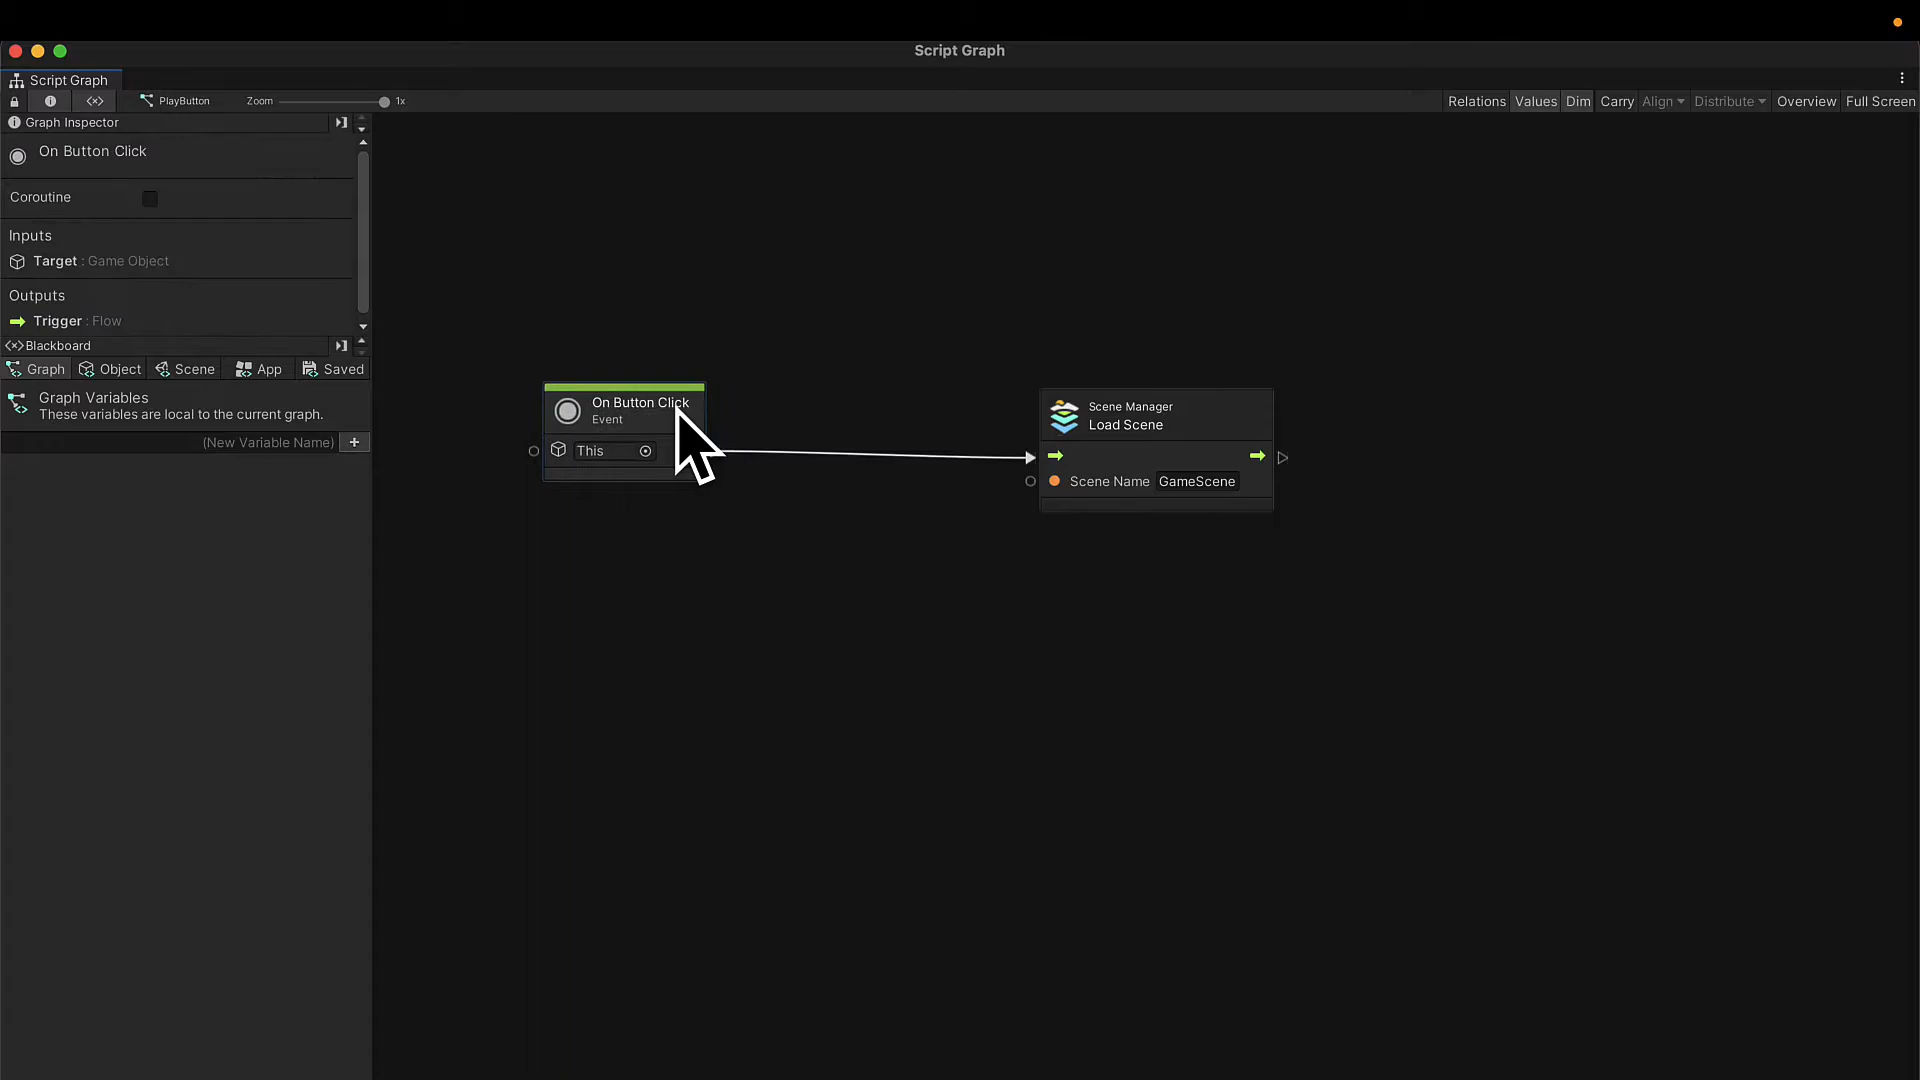 Script Graph
Script Graph
PlayButton Zoom 1x Relations Values Dim Carry Align Distribute Overview Full Screen
Graph Inspector
On Button Click
Coroutine
Inputs
Target : Game Object
Outputs
Trigger : Flow
Blackboard
Graph Object Scene App Saved
Graph Variables
These variables are local to the current graph.
(New Variable Name) +
On Button Click
Event
This
Scene Manager
Load Scene
Scene Name GameScene